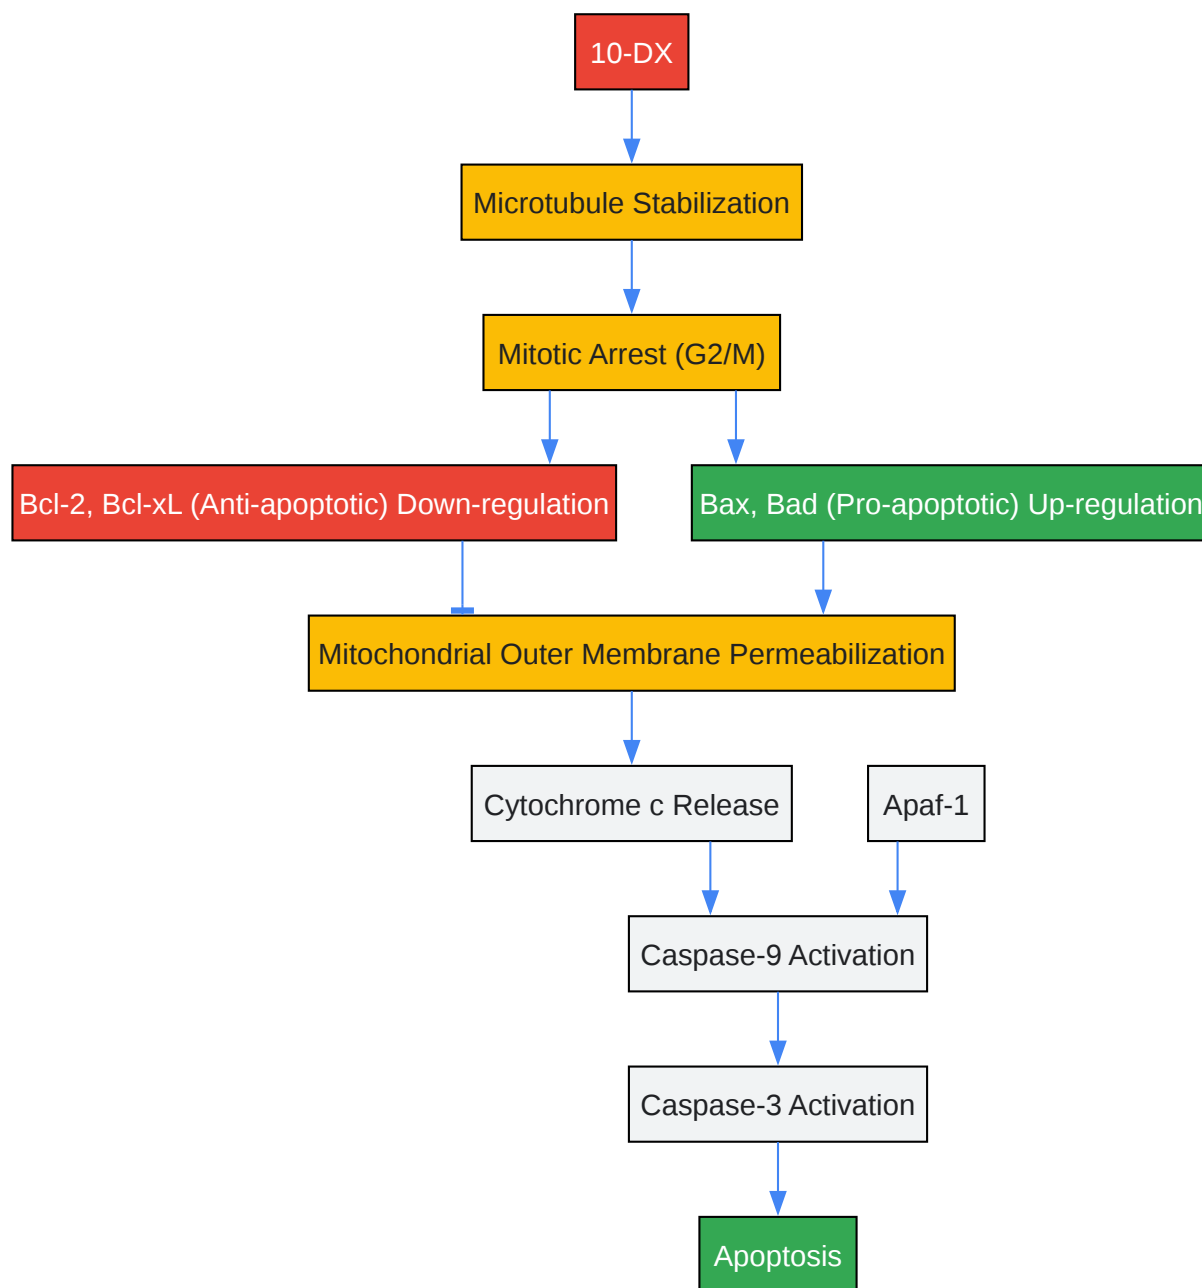 10-DX
Microtubule Stabilization
Mitotic Arrest (G2/M)
Bcl-2, Bcl-xL (Anti-apoptotic) Down-regulation
Bax, Bad (Pro-apoptotic) Up-regulation
Mitochondrial Outer Membrane Permeabilization
Cytochrome c Release
Apaf-1
Caspase-9 Activation
Caspase-3 Activation
Apoptosis